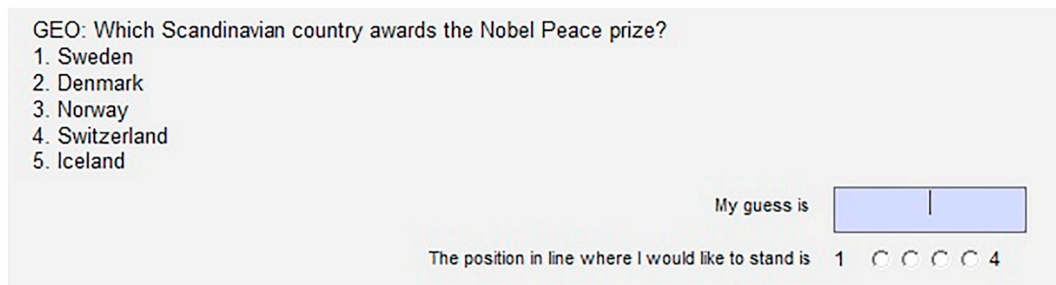 GEO: Which Scandinavian country awards the Nobel Peace prize?
1. Sweden
2. Denmark
3. Norway
4. Switzerland
5. Iceland
My guess is
The position in line where I would like to stand is 1 4